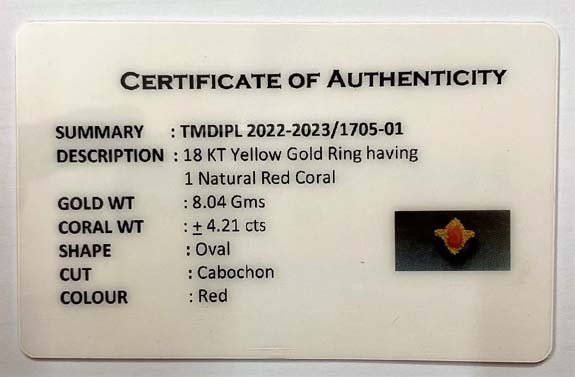 CERTIFICATE OF AUTHENTICITY
SUMMARY : TMDIPL 2022-2023/1705-01
DESCRIPTION : 18 KT Yellow Gold Ring having
1 Natural Red Coral
GOLD WT : 8.04 Gms
CORAL WT : ± 4.21 cts
SHAPE : Oval
CUT : Cabochon
COLOUR : Red